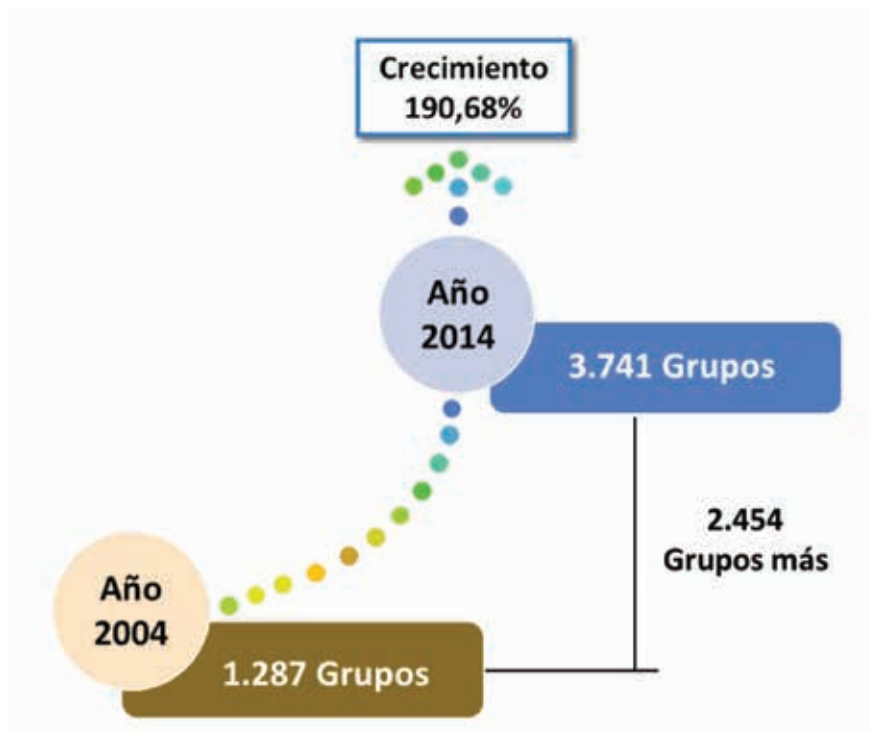 Crecimiento
190,68%
Año
2014
3.741 Grupos
2.454
Grupos más
Año
2004
1.287 Grupos